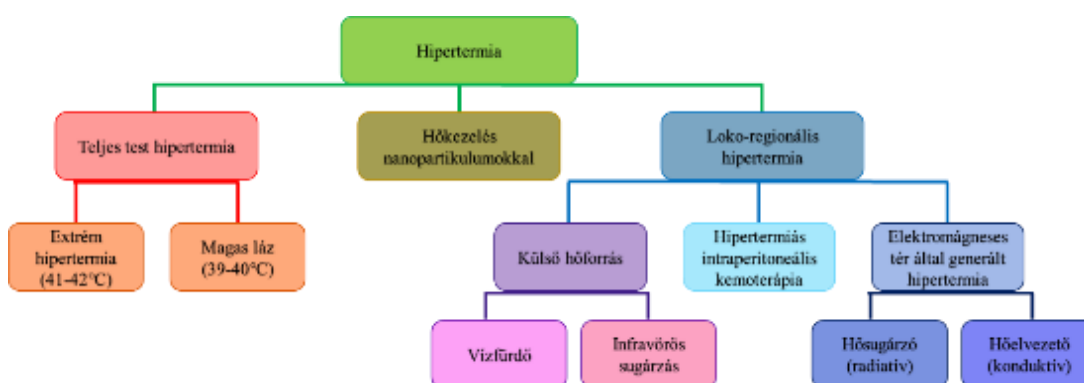 Hipertermia
Teljes test hipertermia
Hőkezelés
nanopartikulumokkal
Loko-regionális
hipertermia
Extrém
hipertermia
(41-42°C)
Magas láz
(39-40°C)
Külső hőforrás
Hipertermiás
intraperitoneális
kemoterápia
Elektromágneses
tér által generált
hipertermia
Vízfürdő
Infravörös
sugárzás
Hősugárzó
(radiatív)
Hőelvezető
(konduktív)